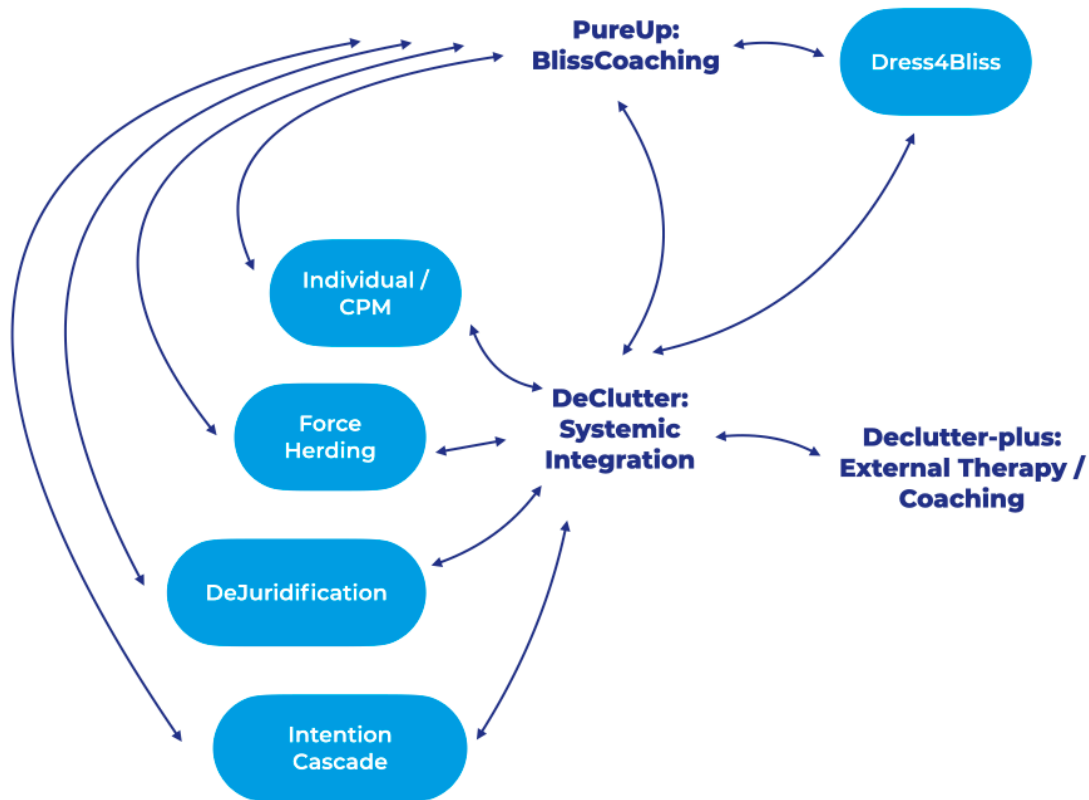 PureUp:
BlissCoaching
Dress4Bliss
Individual /
CPM
Force
Herding
DeClutter:
Systemic
Integration
Declutter-plus:
External Therapy /
Coaching
DeJuridification
Intention
Cascade